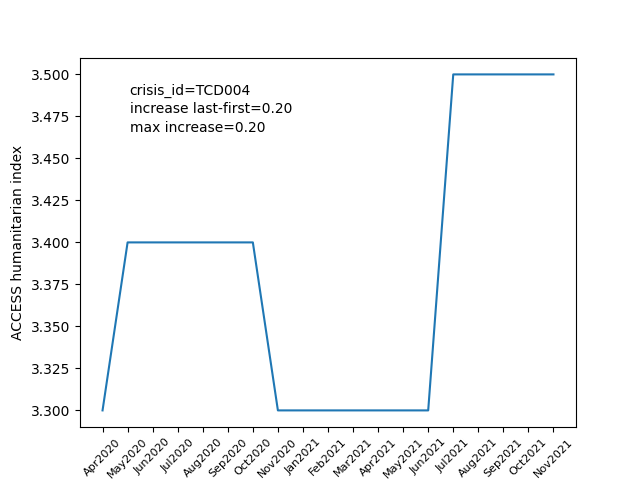 crisis_id=TCD004
increase last-first=0.20
max increase=0.20
ACCESS humanitarian index
3.500
3.475
3.450
3.425
3.400
3.375
3.350
3.325
3.300
Apr2020
May2020
Jun2020
Jul2020
Aug2020
Sep2020
Oct2020
Nov2020
Jan2021
Feb2021
Mar2021
Apr2021
May2021
Jun2021
Jul2021
Aug2021
Sep2021
Oct2021
Nov2021